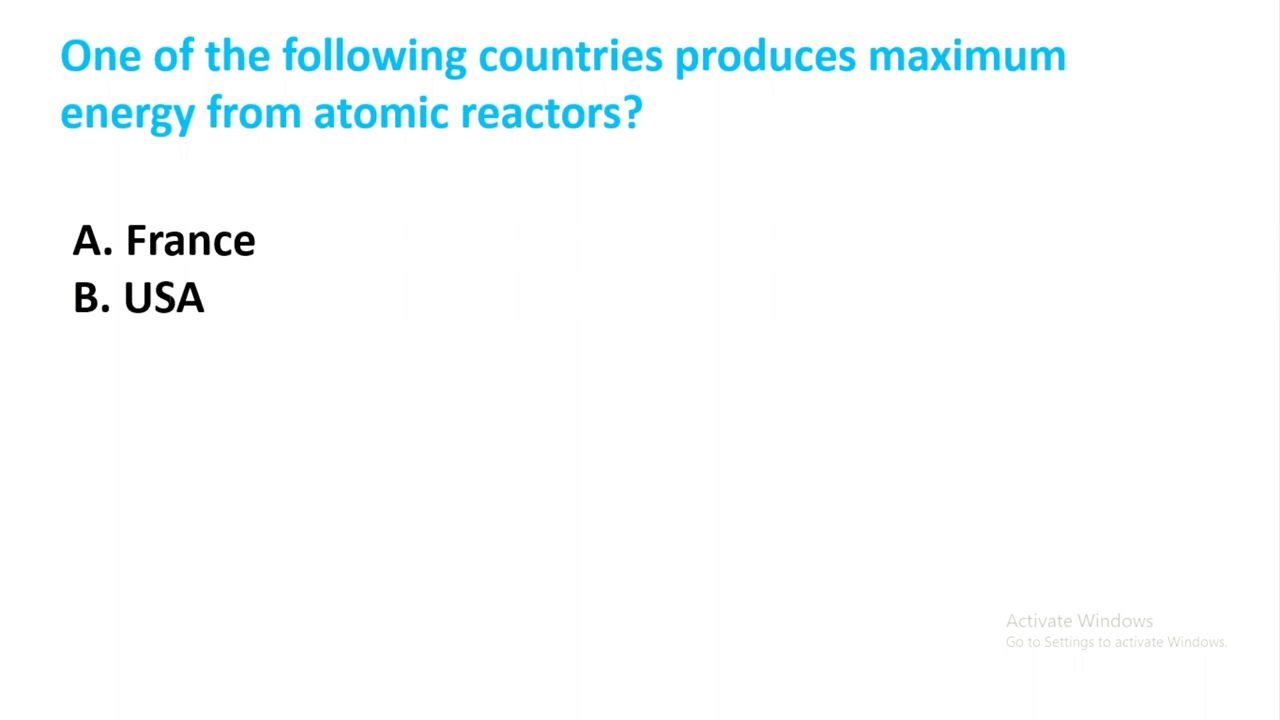 One of the following countries produces maximum
energy from atomic reactors?
A. France
B. USA
Activate Windows
Go to Settings to activate Windows.